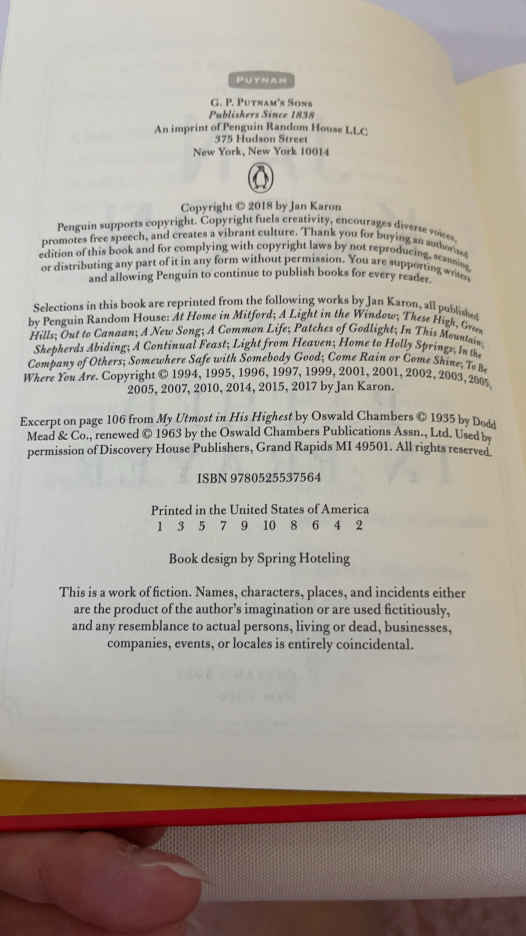 PUTNAM
G. P. Putnam's Sons
Publishers Since 1838
An imprint of Penguin Random House LLC
375 Hudson Street
New York, New York 10014
Copyright © 2018 by Jan Karon
Penguin supports copyright. Copyright fuels creativity, encourages diverse voices,
promotes free speech, and creates a vibrant culture. Thank you for buying an authorized
edition of this book and for complying with copyright laws by not reproducing, scanning,
or distributing any part of it in any form without permission. You are supporting writers
and allowing Penguin to continue to publish books for every reader.
Selections in this book are reprinted from the following works by Jan Karon, all published
by Penguin Random House: At Home in Mitford; A Light in the Window; These High, Green
Hills; Out to Canaan; A New Song; A Common Life; Patches of Godlight; In This Mountain;
Shepherds Abiding; A Continual Feast; Light from Heaven; Home to Holly Springs; In the
Company of Others; Somewhere Safe with Somebody Good; Come Rain or Come Shine; To Be
Where You Are. Copyright © 1994, 1995, 1996, 1997, 1999, 2001, 2001, 2002, 2003, 2005,
2005, 2007, 2010, 2014, 2015, 2017 by Jan Karon.
Excerpt on page 106 from My Utmost in His Highest by Oswald Chambers © 1935 by Dodd
Mead & Co., renewed © 1963 by the Oswald Chambers Publications Assn., Ltd. Used by
permission of Discovery House Publishers, Grand Rapids MI 49501. All rights reserved.
ISBN 9780525537564
Printed in the United States of America
1 3 5 7 9 10 8 6 4 2
Book design by Spring Hoteling
This is a work of fiction. Names, characters, places, and incidents either
are the product of the author's imagination or are used fictitiously,
and any resemblance to actual persons, living or dead, businesses,
companies, events, or locales is entirely coincidental.